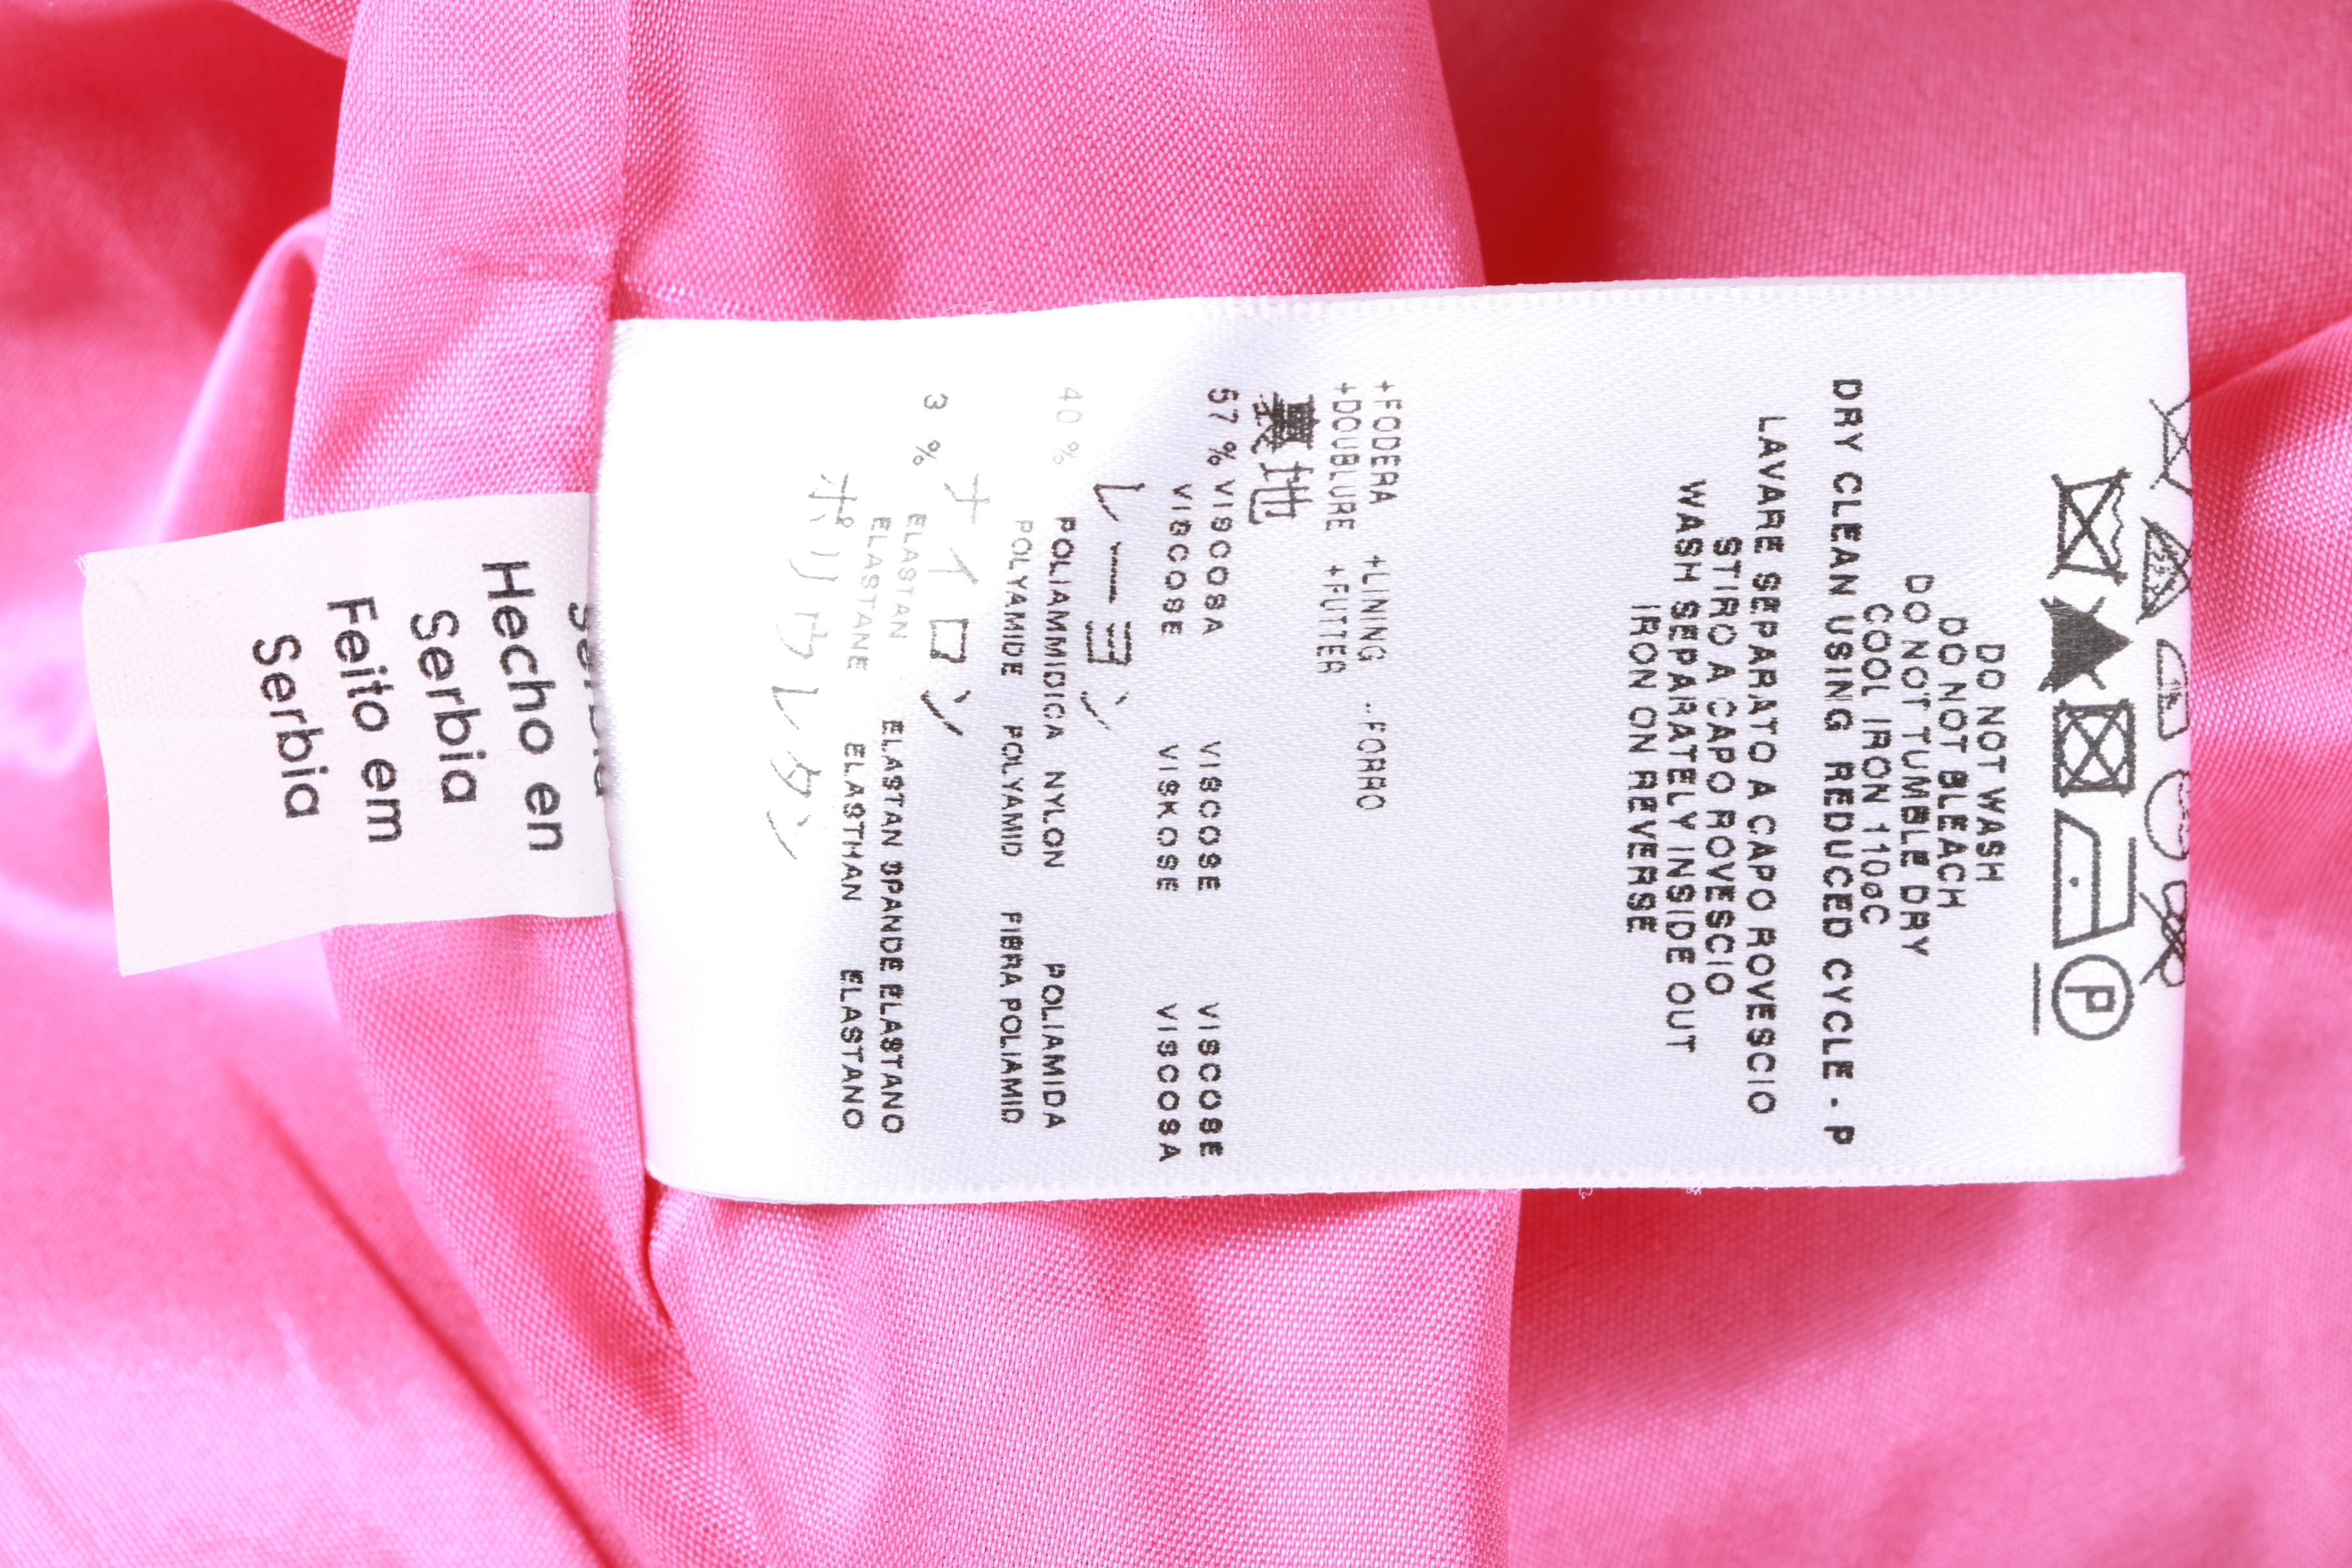 P
DO NOT WASH
DO NOT BLEACH
DO NOT TUMBLE DRY
COOL IRON 110øC
DRY CLEAN USING REDUCED CYCLE - P
LAVARE SEPARATO A CAPO ROVESCIO
STIRO A CAPO ROVESCIO
WASH SEPARATELY INSIDE OUT
IRON ON REVERSE
+FODERA +LINING -FORRO
+DOUBLURE +FUTTER
裏地
57 % VISCOSA VISCOSE VISCOSE
VISCOSE VISKOSE VISCOSA
レーヨン
40 % POLIAMMIDICA NYLON POLIAMIDA
POLYAMIDE POLYAMID FIBRA POLIAMID
ナイロン
3 % ELASTAN ELASTAN SPANDE ELASTANO
ELASTANE ELASTHAN ELASTANO
ポリウレタン
Hecho en
Serbia
Feito em
Serbia